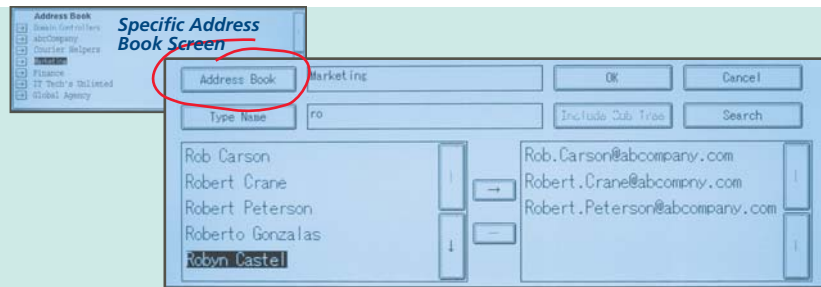 Address Book
Domain Controllers
abcCompany
Courier Helpers
Marketing
Finance
IT Tech's Unlimted
Global Agency
Specific Address
Book Screen
Address Book
Marketing
OK
Cancel
Type Name
ro
Include Sub Tree
Search
Rob Carson
Robert Crane
Robert Peterson
Roberto Gonzalas
Robyn Castel
Rob.Carson@abcompany.com
Robert.Crane@abcompny.com
Robert.Peterson@abcompany.com